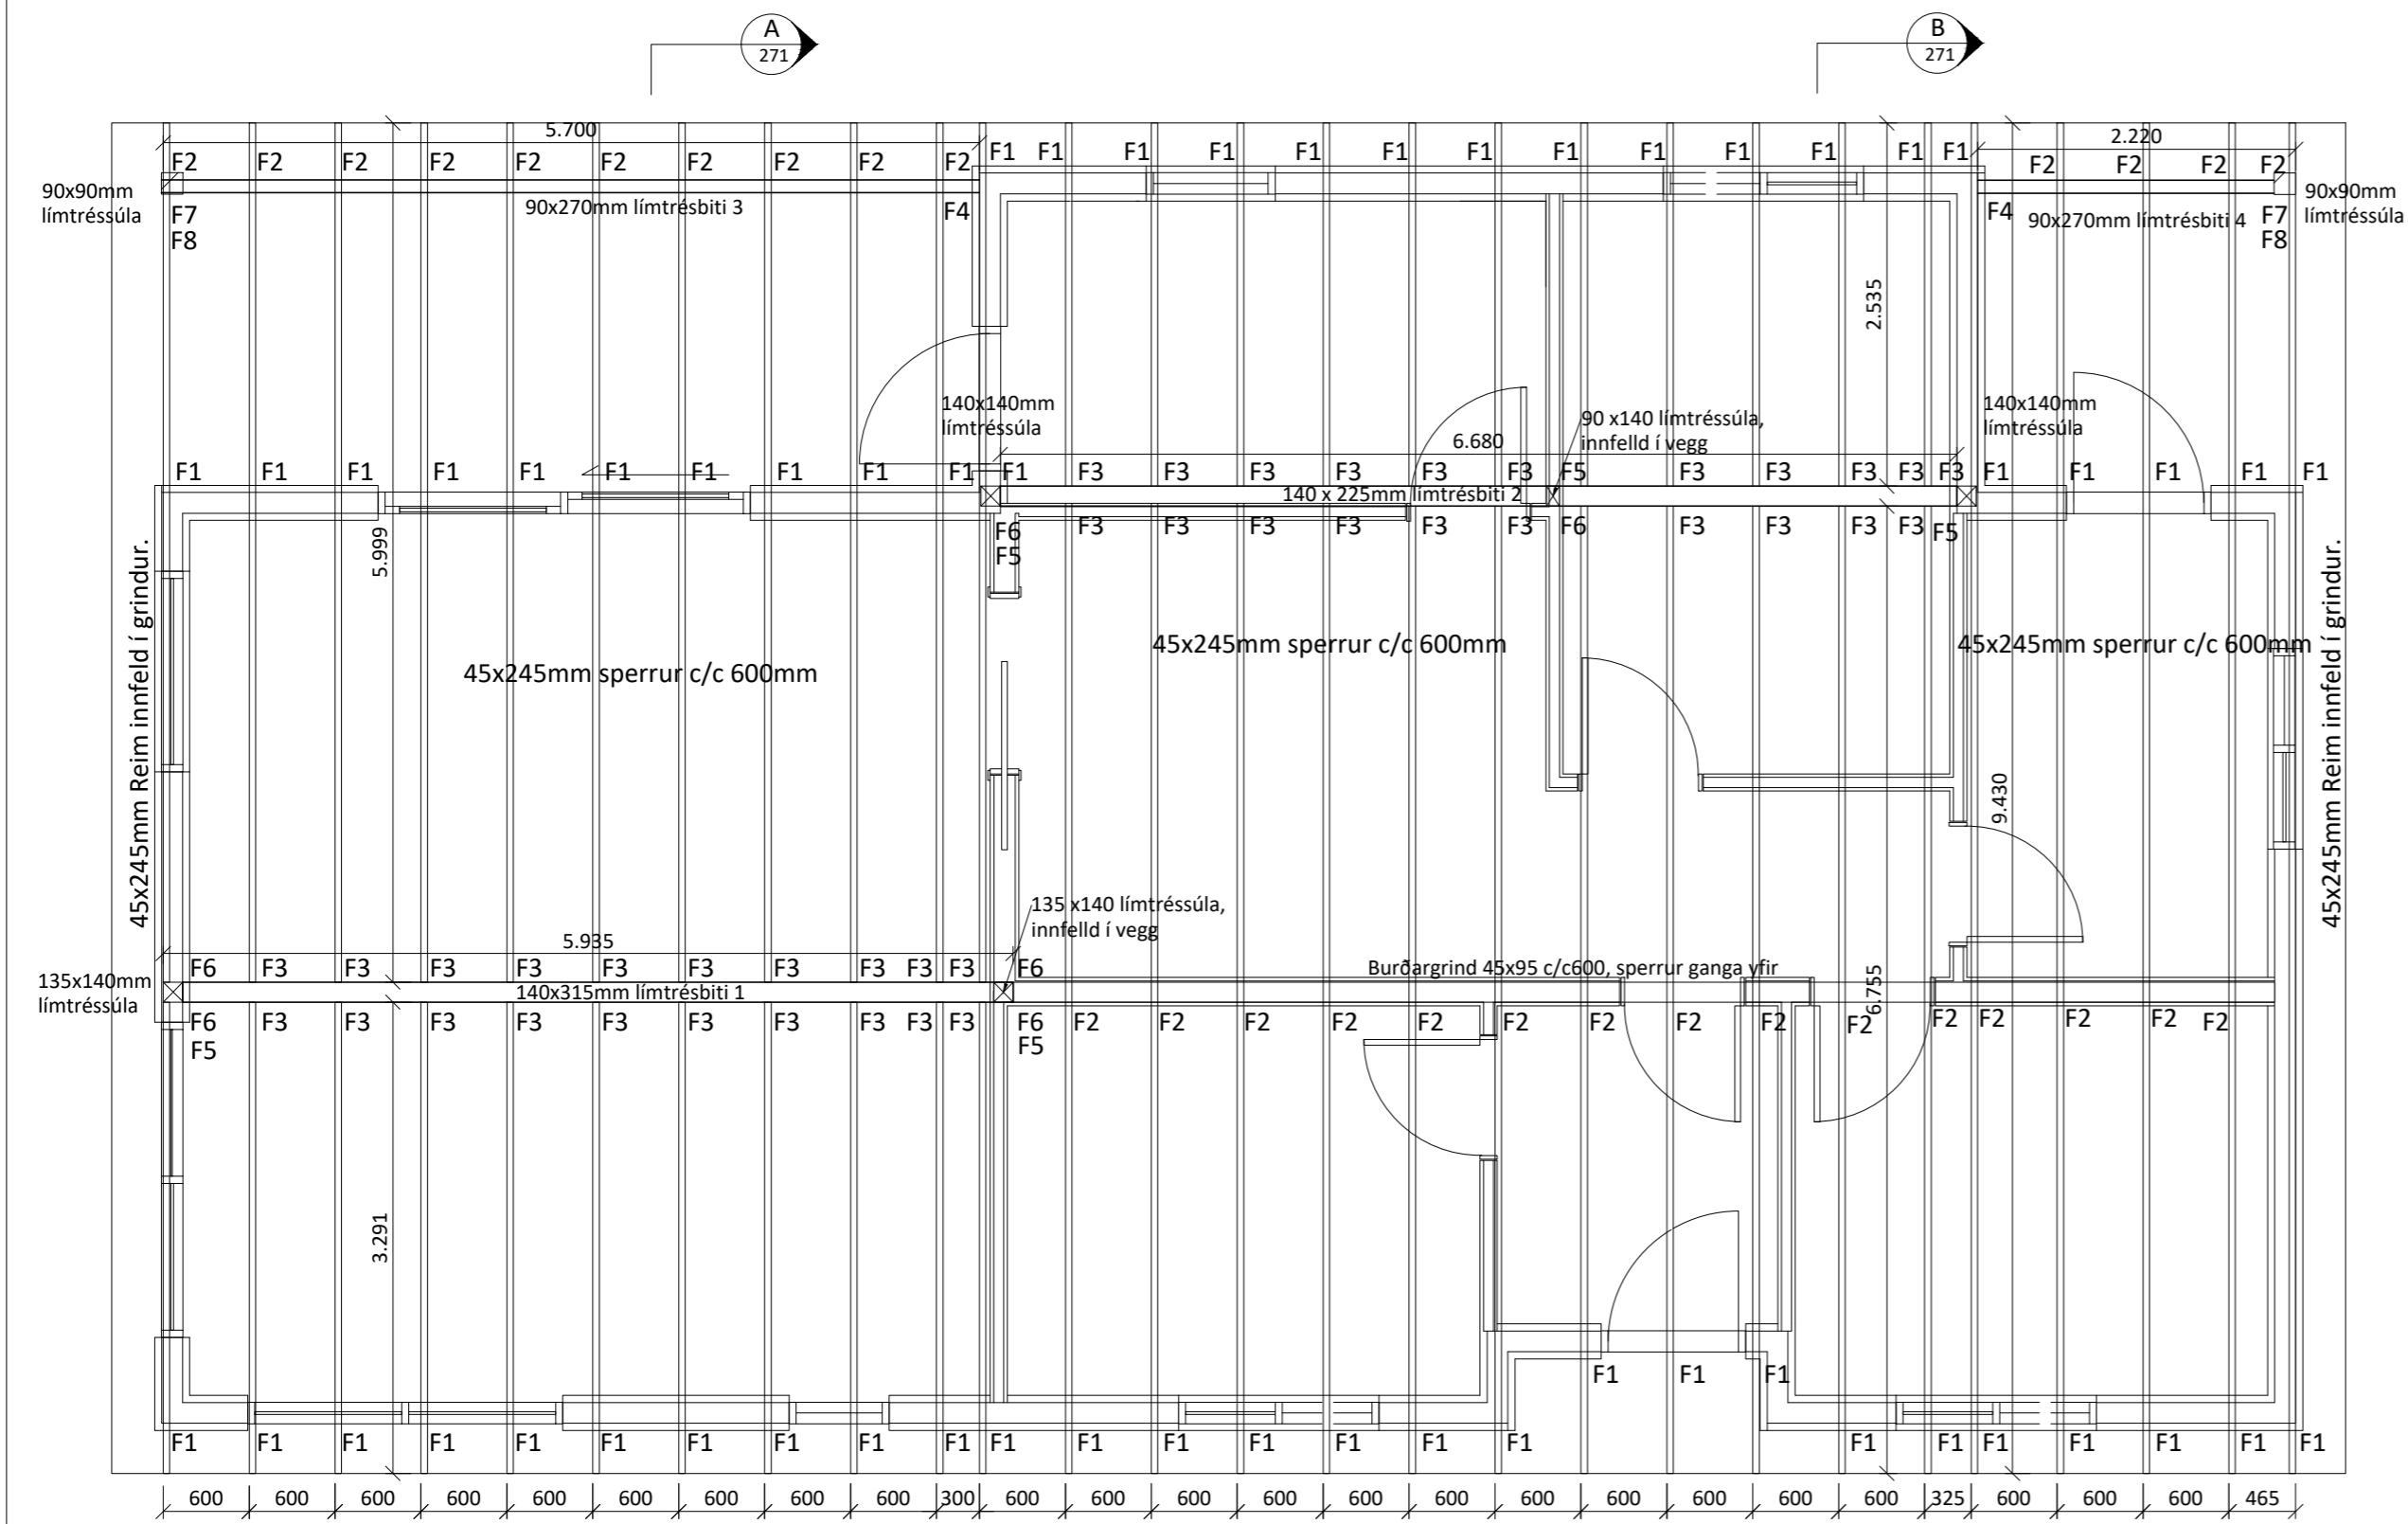 A
271
B
271
5.700
2.220
F2 F2 F2 F2 F2 F2 F2 F2 F2 F2 F1 F1 F1 F1 F1 F1 F1 F1 F1 F1 F1 F1 F2 F2 F2 F2
90x90mm
límtréssúla
F7
F8
90x270mm límtrésbiti 3
F4
F4
90x270mm límtrésbiti 4
F7
F8
90x90mm
límtréssúla
2.535
140x140mm
límtréssúla
6.680
90 x140 límtréssúla,
innfelld í vegg
140x140mm
límtréssúla
F1 F1 F1 F1 F1 F1 F1 F1 F1 F1 F1 F3 F3 F3 F3 F3 F3 F5 F3 F3 F3 F3 F3 F1 F1 F1 F1 F1
140 x 225mm límtrésbiti 2
F6 F3 F3 F3 F3 F3 F3 F6 F3 F3 F3 F3 F5
F5
5.999
45x245mm Reim innfeld í grindur.
45x245mm sperrur c/c 600mm
45x245mm sperrur c/c 600mm
45x245mm sperrur c/c 600mm
45x245mm Reim innfeld í grindur.
9.430
135 x140 límtréssúla,
innfelld í vegg
5.935
F6 F3 F3 F3 F3 F3 F3 F3 F3 F3 F3 F6
Burðargrind 45x95 c/c600, sperrur ganga yfir
6.755
135x140mm
límtréssúla
140x315mm límtrésbiti 1
F6 F3 F3 F3 F3 F3 F3 F3 F3 F3 F3 F6 F2 F2 F2 F2 F2 F2 F2 F2 F2 F2 F2 F2 F2 F2 F2
F5
F5
3.291
F1 F1 F1
F1 F1 F1 F1 F1 F1 F1 F1 F1 F1 F1 F1 F1 F1 F1 F1 F1 F1 F1 F1 F1 F1 F1 F1
600 600 600 600 600 600 600 600 600 300 600 600 600 600 600 600 600 600 600 600 600 325 600 600 600 465